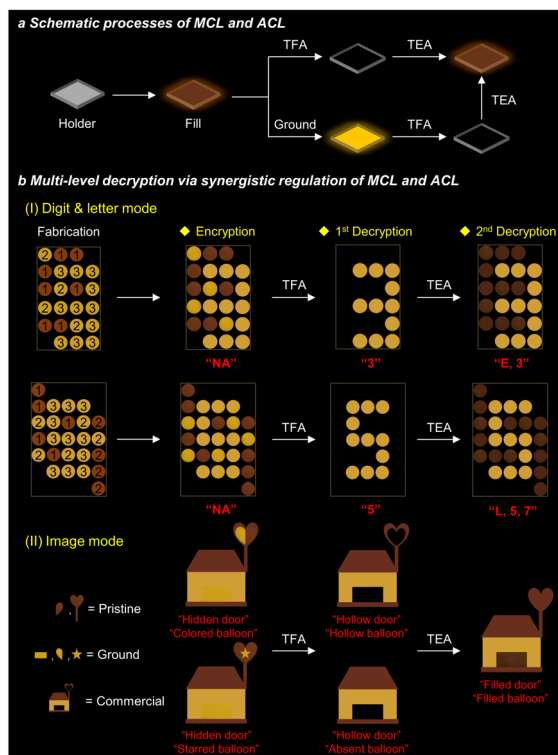 a Schematic processes of MCL and ACL
TFA
TEA
Holder
Fill
Ground
TFA
TEA
b Multi-level decryption via synergistic regulation of MCL and ACL
(I) Digit & letter mode
Fabrication
Encryption
1st Decryption
2nd Decryption
2 1 1
1 3 3 3
1 2 1 3
2 3 3 3
1 1 2 3
3 3 3
TFA
TEA
"NA"
"3"
"E, 3"
1
1 3 3 3
2 3 1 2 2
1 3 3 3 2
2 1 2 3 2
3 3 3 2
2
TFA
TEA
"NA"
"5"
"L, 5, 7"
(II) Image mode
, = Pristine
, , = Ground
= Commercial
"Hidden door"
"Colored balloon"
"Hollow door"
"Hollow balloon"
TFA
TEA
"Hidden door"
"Starred balloon"
"Hollow door"
"Absent balloon"
"Filled door"
"Filled balloon"